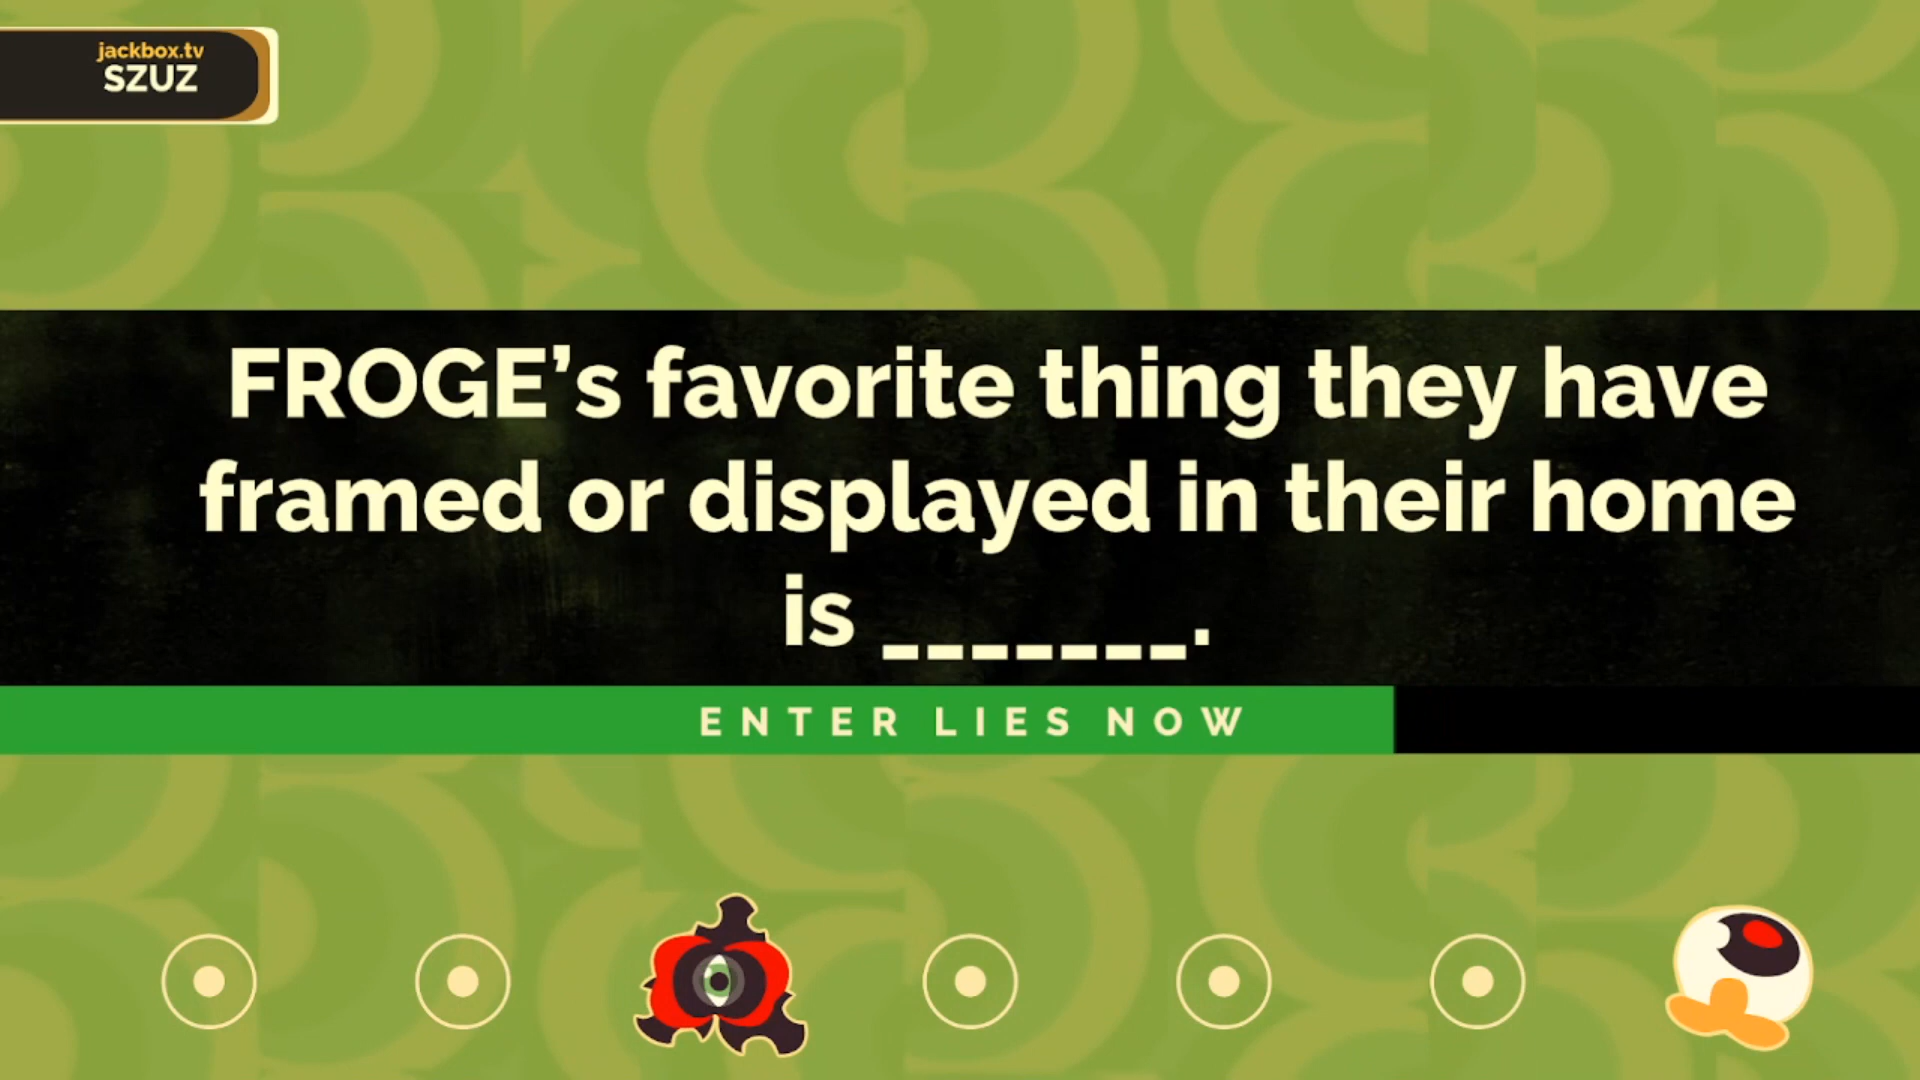 jackbox.tv
SZUZ
FROGE’s favorite thing they have
framed or displayed in their home
is _______.
ENTER LIES NOW